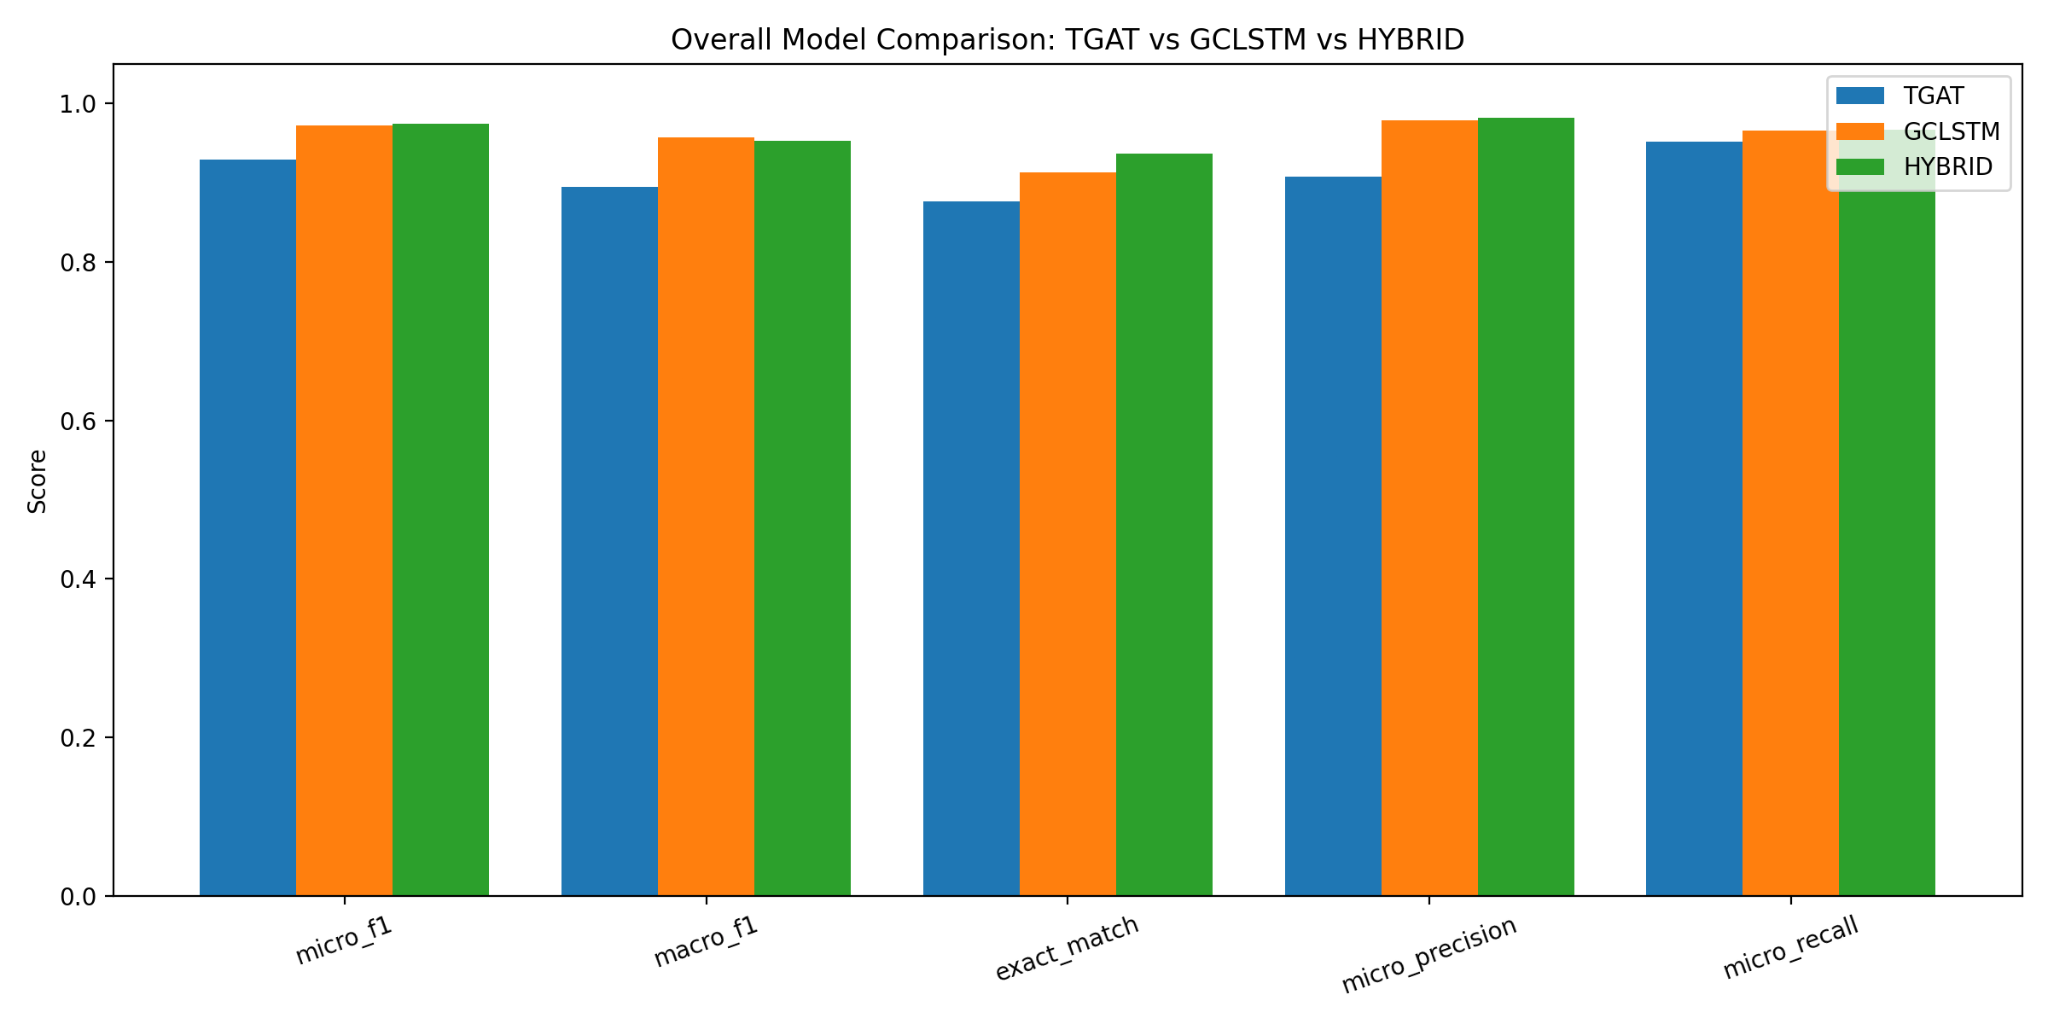 Overall Model Comparison: TGAT vs GCLSTM vs HYBRID
1.0
0.8
0.6
0.4
0.2
0.0
Score
TGAT
GCLSTM
HYBRID
micro_f1
macro_f1
exact_match
micro_precision
micro_recall